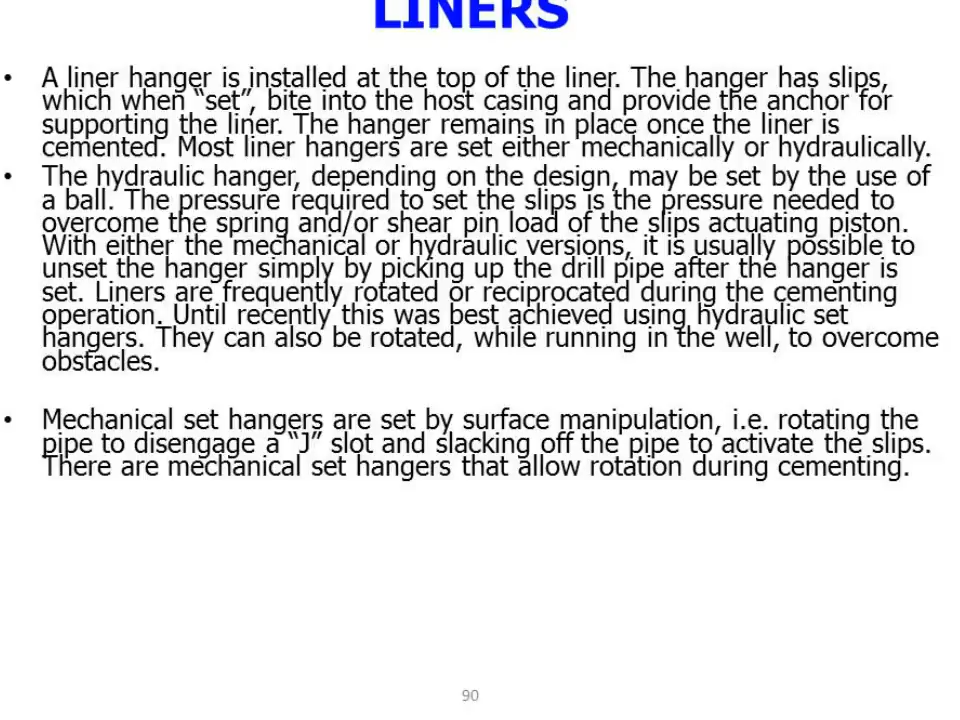 LINERS
• A liner hanger is installed at the top of the liner. The hanger has slips,
which when “set”, bite into the host casing and provide the anchor for
supporting the liner. The hanger remains in place once the liner is
cemented. Most liner hangers are set either mechanically or hydraulically.
• The hydraulic hanger, depending on the design, may be set by the use of
a ball. The pressure required to set the slips is the pressure needed to
overcome the spring and/or shear pin load of the slips actuating piston.
With either the mechanical or hydraulic versions, it is usually possible to
unset the hanger simply by picking up the drill pipe after the hanger is
set. Liners are frequently rotated or reciprocated during the cementing
operation. Until recently this was best achieved using hydraulic set
hangers. They can also be rotated, while running in the well, to overcome
obstacles.
• Mechanical set hangers are set by surface manipulation, i.e. rotating the
pipe to disengage a “J” slot and slacking off the pipe to activate the slips.
There are mechanical set hangers that allow rotation during cementing.
90